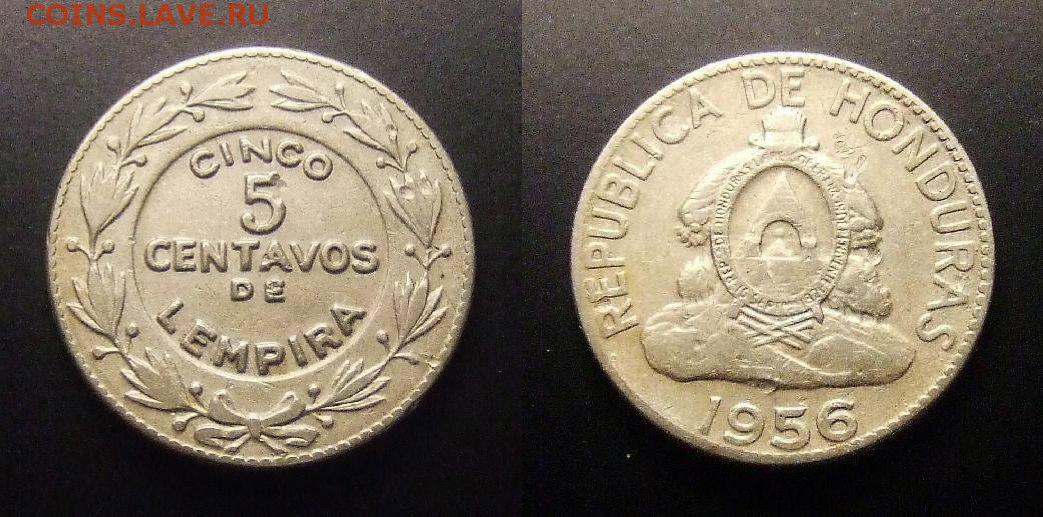 COINS.LAVE.RU
CINCO
5
CENTAVOS
DE
LEMPIRA
REPUBLICA DE HONDURAS
1956